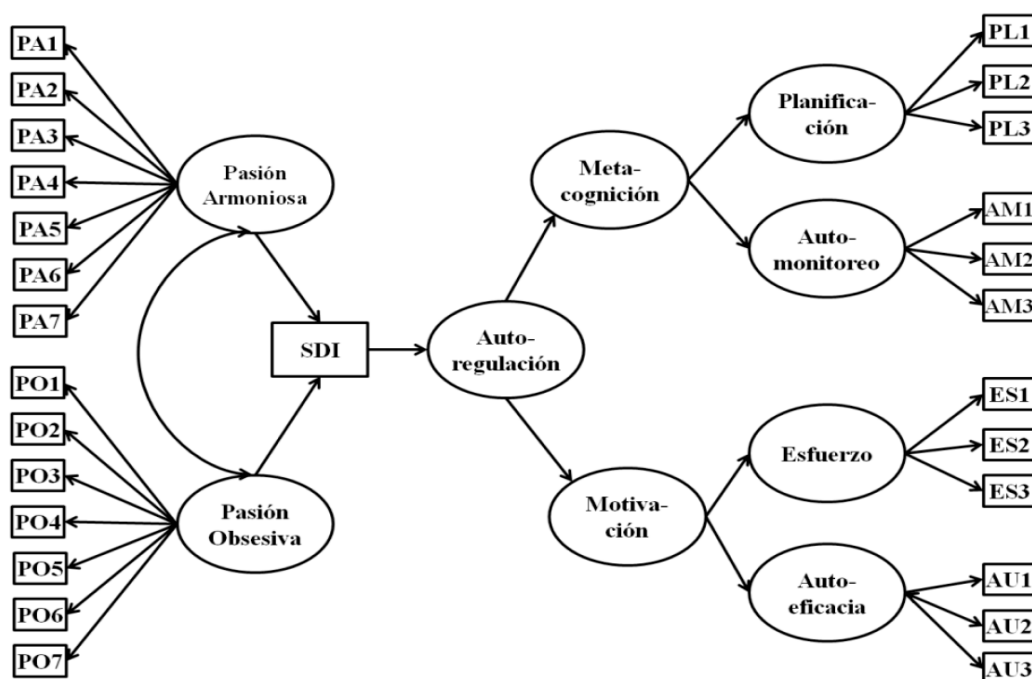 PA1
PA2
PA3
PA4
PA5
PA6
PA7
Pasión
Armoniosa
PO1
PO2
PO3
PO4
PO5
PO6
PO7
Pasión
Obsesiva
SDI
Auto-
regulación
Meta-
cognición
Motiva-
ción
Planifica-
ción
Auto-
monitoreo
Esfuerzo
Auto-
eficacia
PL1
PL2
PL3
AM1
AM2
AM3
ES1
ES2
ES3
AU1
AU2
AU3